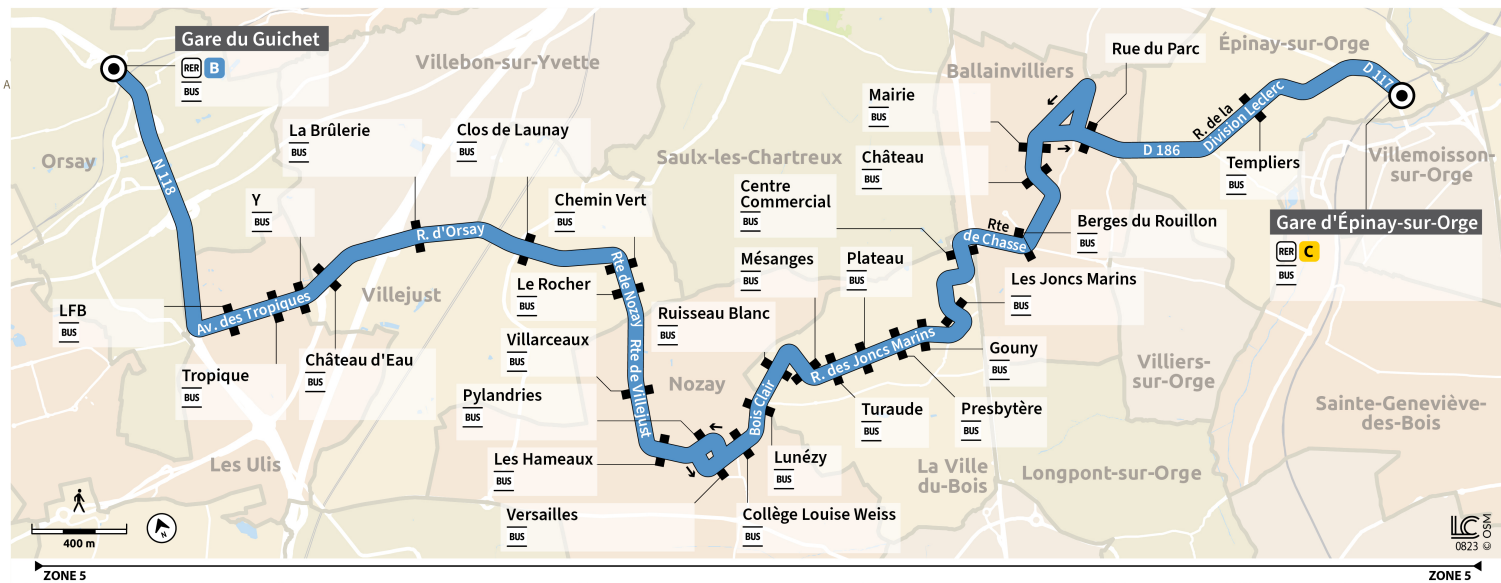 Gare du Guichet
RER B
BUS
Villebon-sur-Yvette
Orsay
A
N 118
La Brûlerie
BUS
Clos de Launay
BUS
Y
BUS
Chemin Vert
BUS
R. d'Orsay
Villejust
Av. des Tropiques
LFB
BUS
Tropique
BUS
Château d'Eau
BUS
Les Ulis
Le Rocher
BUS
Rte de Nozay
Villarceaux
BUS
Rte de Villejust
Pylandries
BUS
Les Hameaux
BUS
Versailles
BUS
Nozay
Ruisseau Blanc
BUS
Bois Clair
Lunézy
BUS
Collège Louise Weiss
BUS
Saulx-les-Chartreux
Centre
Commercial
BUS
Mésanges
BUS
Plateau
BUS
R. des Joncs Marins
Turaude
BUS
Presbytère
BUS
Gouny
BUS
Les Joncs Marins
BUS
Berges du Rouillon
BUS
Rte
de Chasse
Château
BUS
Mairie
BUS
Ballainvilliers
Rue du Parc
BUS
Épinay-sur-Orge
D 186
R. de la
Division Leclerc
D 117
Templiers
BUS
Villemoisson-
sur-Orge
Gare d'Épinay-sur-Orge
RER C
BUS
Villiers-
sur-Orge
Sainte-Geneviève-
des-Bois
La Ville
du-Bois
Longpont-sur-Orge
400 m
N
LC
0823 © OSM
ZONE 5
ZONE 5